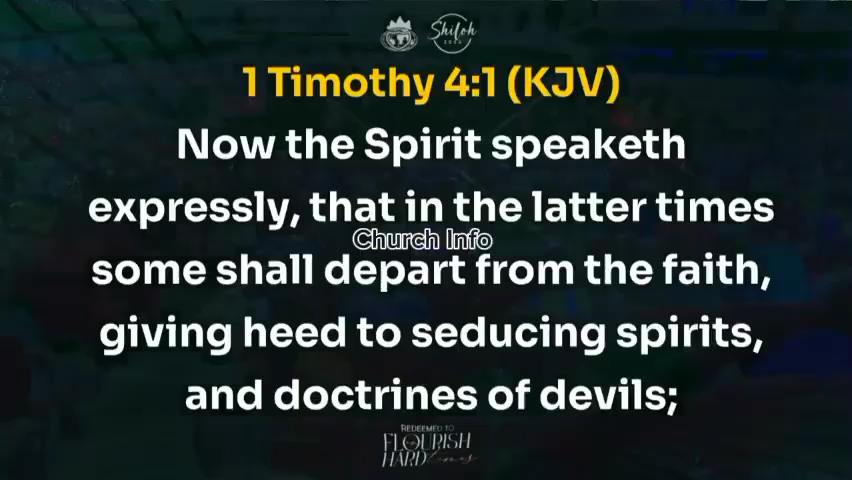 Shiloh
1 Timothy 4:1 (KJV)
Now the Spirit speaketh
expressly, that in the latter times
Church Info
some shall depart from the faith,
giving heed to seducing spirits,
and doctrines of devils;
REDEEMED TO
FLOURISH
HARD times